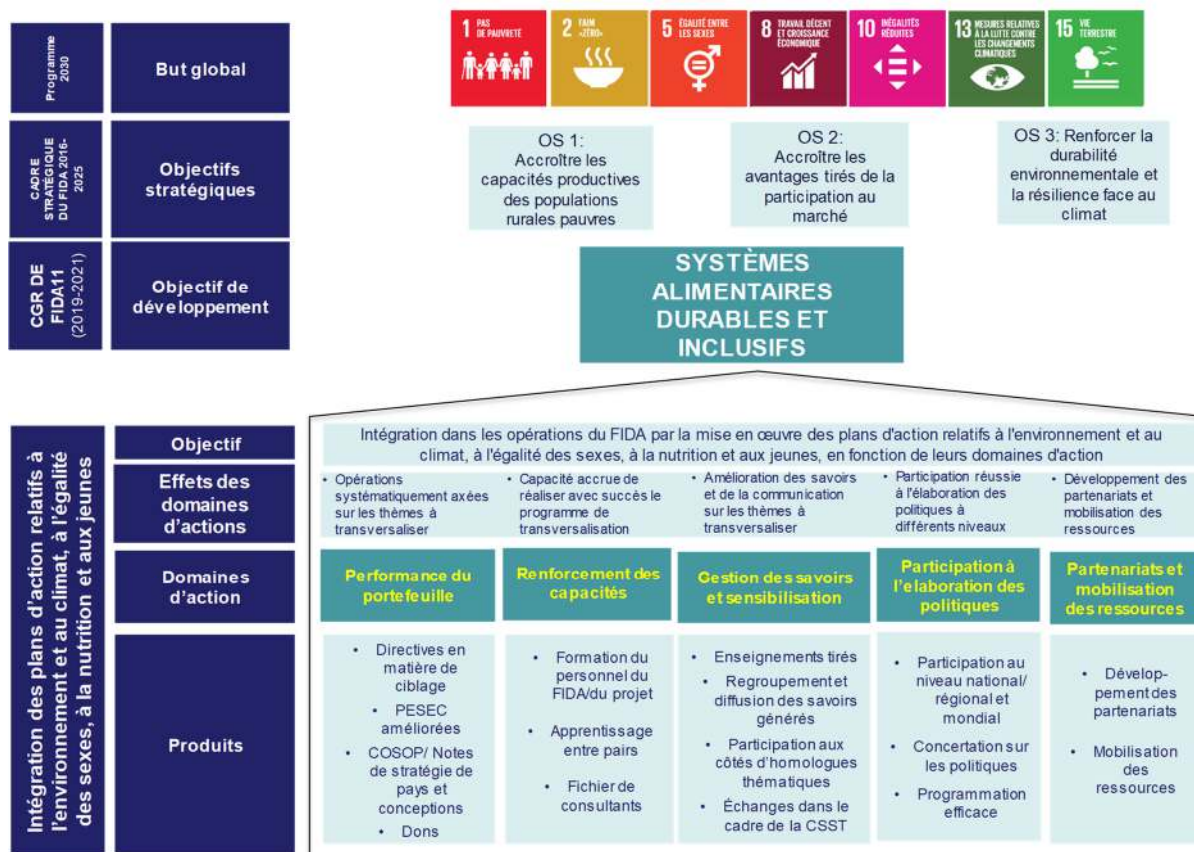 Programme
2030
But global
1 PAS
DE PAUVRETÉ
2 FAIM
«ZÉRO»
5 ÉGALITÉ ENTRE
LES SEXES
8 TRAVAIL DÉCENT
ET CROISSANCE
ÉCONOMIQUE
10 INÉGALITÉS
RÉDUITES
13 MESURES RELATIVES
À LA LUTTE CONTRE
LES CHANGEMENTS
CLIMATIQUES
15 VIE
TERRESTRE
CADRE
STRATÉGIQUE
DU FIDA 2016-
2025
Objectifs
stratégiques
OS 1:
Accroître les
capacités productives
des populations
rurales pauvres
OS 2:
Accroître les
avantages tirés de la
participation au
marché
OS 3: Renforcer la
durabilité
environnementale et
la résilience face au
climat
CGR DE
FIDA11
(2019-2021)
Objectif de
développement
SYSTÈMES
ALIMENTAIRES
DURABLES ET
INCLUSIFS
Intégration des plans d'action relatifs à
l'environnement et au climat, à l'égalité
des sexes, à la nutrition et aux jeunes
Objectif
Intégration dans les opérations du FIDA par la mise en œuvre des plans d'action relatifs à l'environnement et au
climat, à l'égalité des sexes, à la nutrition et aux jeunes, en fonction de leurs domaines d'action
Effets des
domaines
d'actions
• Opérations
systématiquement axées
sur les thèmes à
transversaliser
• Capacité accrue de
réaliser avec succès le
programme de
transversalisation
• Amélioration des savoirs
et de la communication
sur les thèmes à
transversaliser
• Participation réussie
à l'élaboration des
politiques à
différents niveaux
• Développement des
partenariats et
mobilisation des
ressources
Domaines
d'action
Performance du
portefeuille
Renforcement des
capacités
Gestion des savoirs
et sensibilisation
Participation à
l'elaboration des
politiques
Partenariats et
mobilisation
des ressources
Produits
• Directives en
matière de
ciblage
• PESEC
améliorées
• COSOP/ Notes
de stratégie de
pays et
conceptions
• Dons
• Formation du
personnel du
FIDA/du projet
• Apprentissage
entre pairs
• Fichier de
consultants
• Enseignements tirés
• Regroupement et
diffusion des savoirs
générés
• Participation aux
côtés d'homologues
thématiques
• Échanges dans le
cadre de la CSST
• Participation au
niveau national/
régional et
mondial
• Concertation sur
les politiques
• Programmation
efficace
• Dévelop-
pement des
partenariats
• Mobilisation
des
ressources